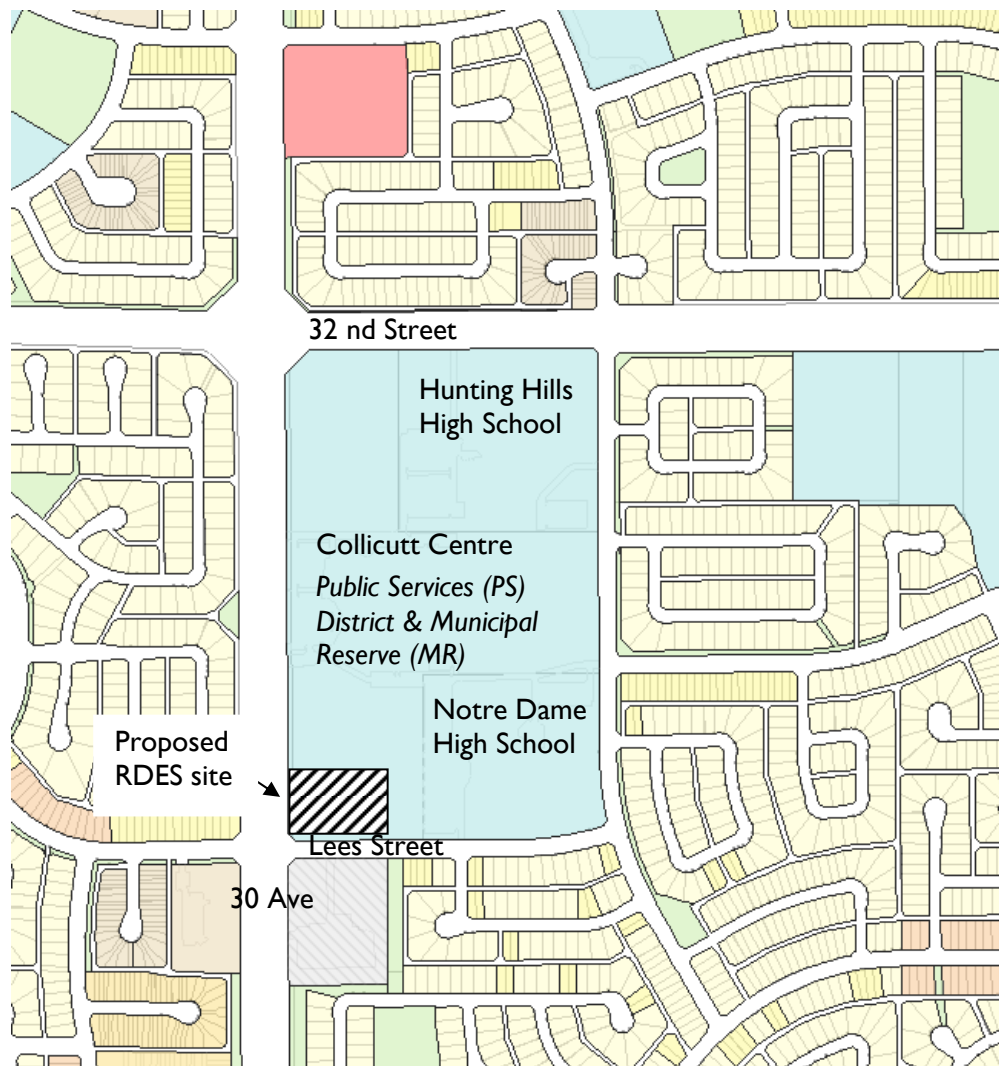 32 nd Street
Hunting Hills
High School
Collicutt Centre
Public Services (PS)
District & Municipal
Reserve (MR)
Notre Dame
High School
Proposed
RDES site
Lees Street
30 Ave